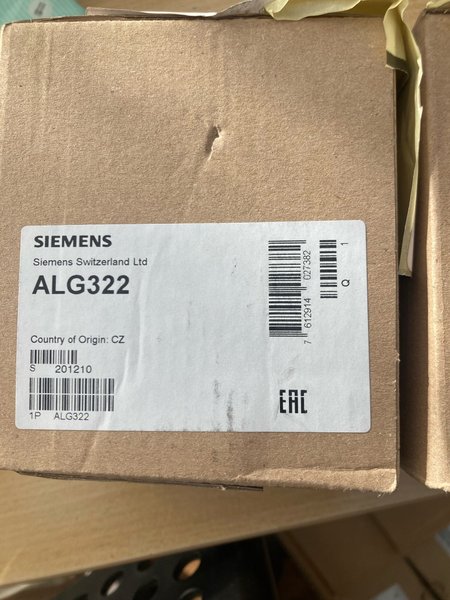 SIEMENS
Siemens Switzerland Ltd
ALG322
Country of Origin: CZ
S 201210
1P ALG322
7 612914 027382
Q 1
EAC